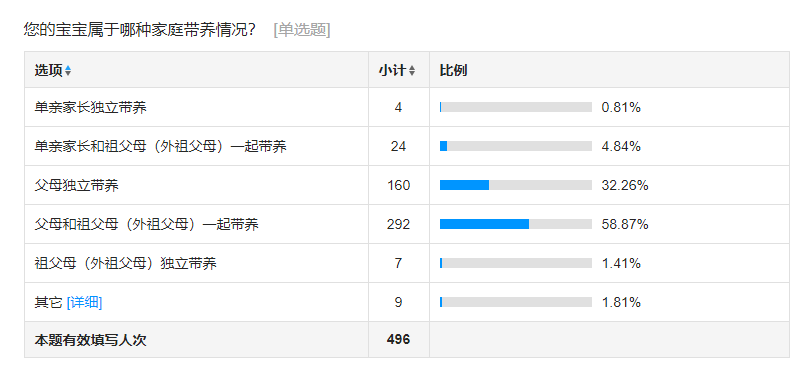 您的宝宝属于哪种家庭带养情况? [单选题]
选项 小计 比例
单亲家长独立带养 4 0.81%
单亲家长和祖父母（外祖父母）一起带养 24 4.84%
父母独立带养 160 32.26%
父母和祖父母（外祖父母）一起带养 292 58.87%
祖父母（外祖父母）独立带养 7 1.41%
其它 [详细] 9 1.81%
本题有效填写人次 496